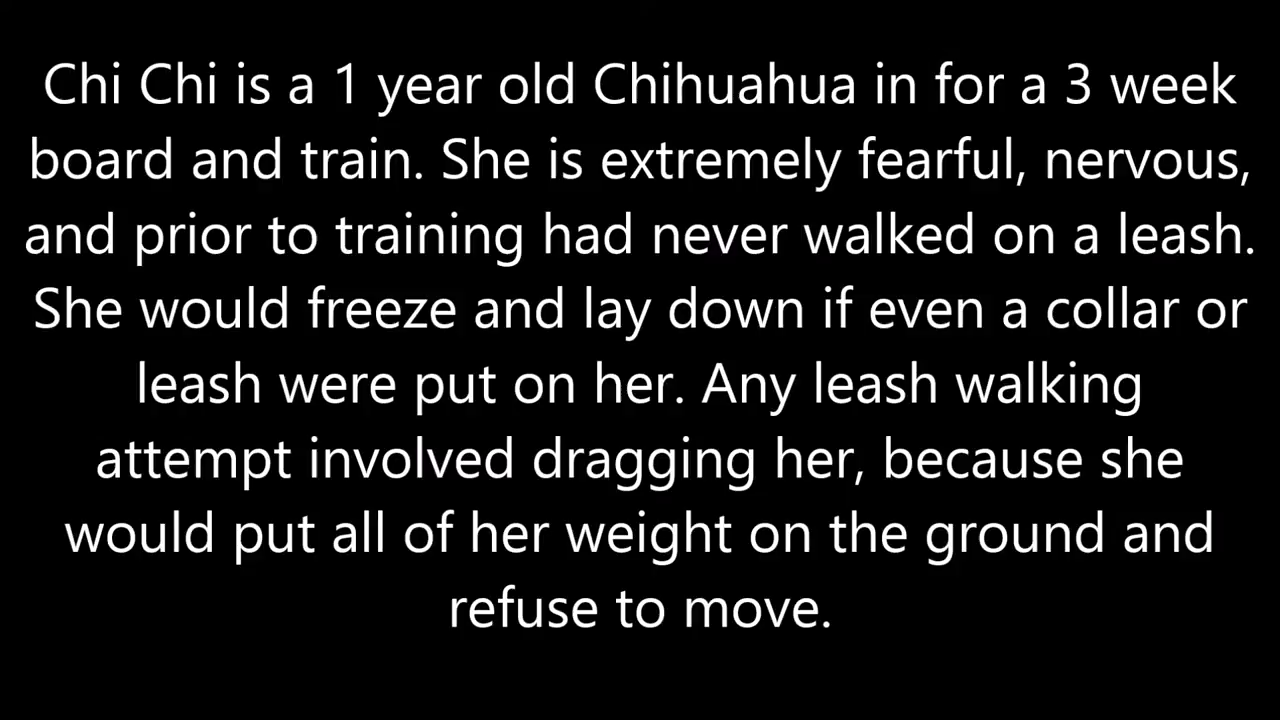 Chi Chi is a 1 year old Chihuahua in for a 3 week
board and train. She is extremely fearful, nervous,
and prior to training had never walked on a leash.
She would freeze and lay down if even a collar or
leash were put on her. Any leash walking
attempt involved dragging her, because she
would put all of her weight on the ground and
refuse to move.